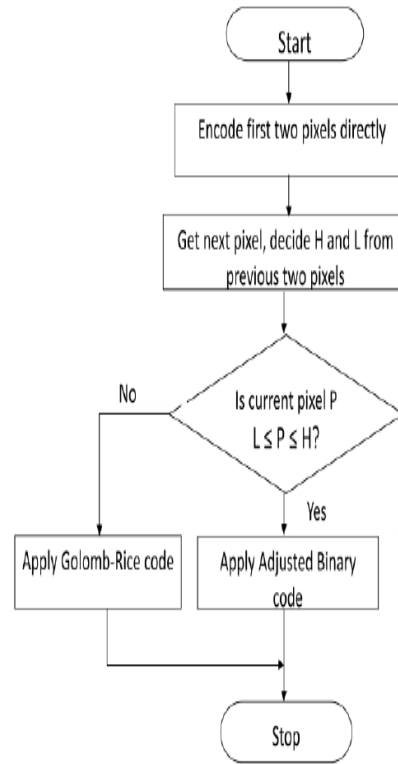 Start
Encode first two pixels directly
Get next pixel, decide H and L from
previous two pixels
Is current pixel P
L ≤ P ≤ H?
No
Yes
Apply Golomb-Rice code
Apply Adjusted Binary
code
Stop